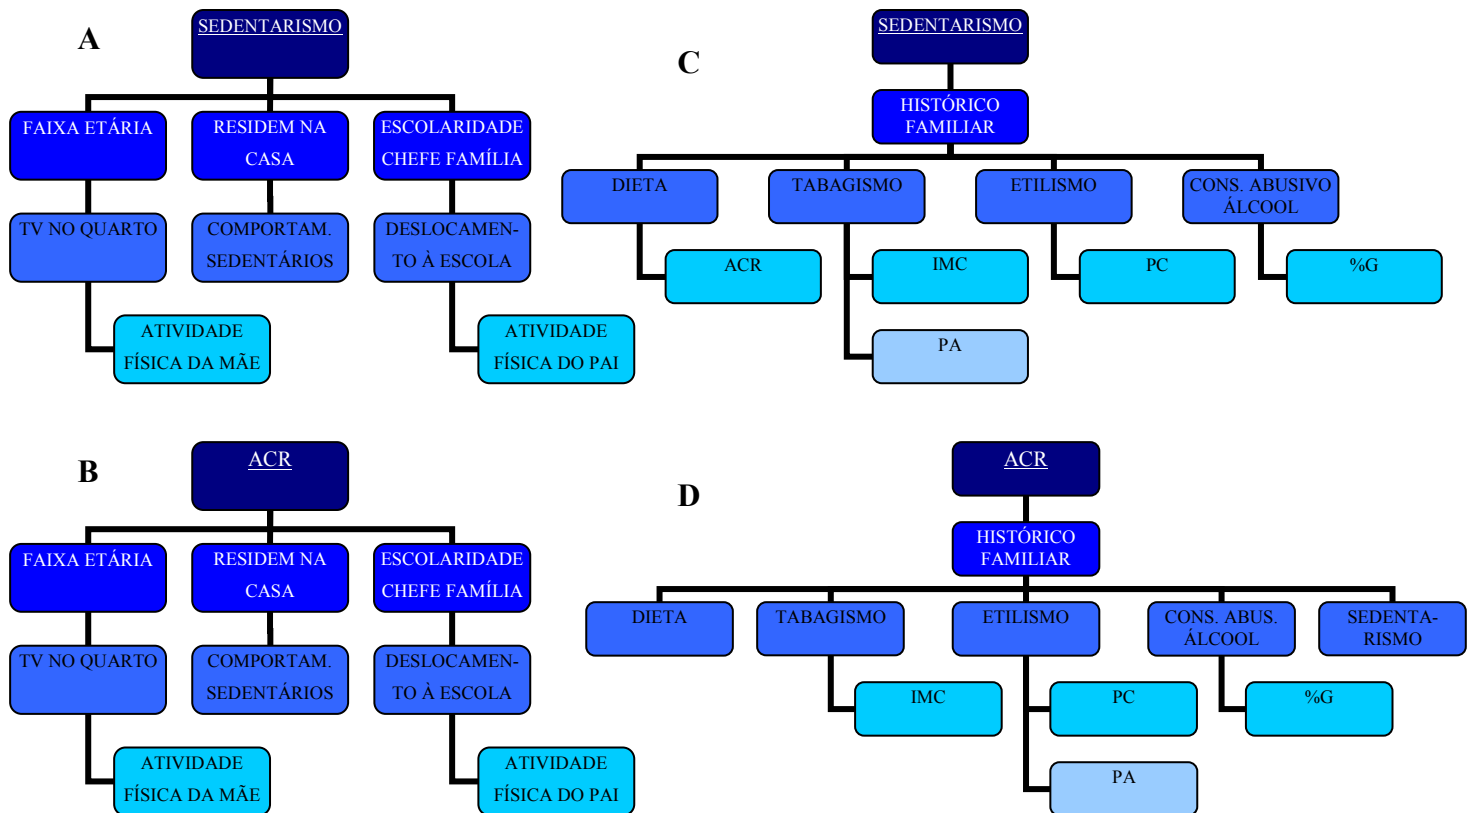 A
SEDENTARISMO
FAIXA ETÁRIA
RESIDEM NA
CASA
ESCOLARIDADE
CHEFE FAMÍLIA
TV NO QUARTO
COMPORTAM.
SEDENTÁRIOS
DESLOCAMEN-
TO À ESCOLA
ATIVIDADE
FÍSICA DA MÃE
ATIVIDADE
FÍSICA DO PAI
C
SEDENTARISMO
HISTÓRICO
FAMILIAR
DIETA
TABAGISMO
ETILISMO
CONS. ABUSIVO
ÁLCOOL
ACR
IMC
PC
%G
PA
B
ACR
FAIXA ETÁRIA
RESIDEM NA
CASA
ESCOLARIDADE
CHEFE FAMÍLIA
TV NO QUARTO
COMPORTAM.
SEDENTÁRIOS
DESLOCAMEN-
TO À ESCOLA
ATIVIDADE
FÍSICA DA MÃE
ATIVIDADE
FÍSICA DO PAI
D
ACR
HISTÓRICO
FAMILIAR
DIETA
TABAGISMO
ETILISMO
CONS. ABUS.
ÁLCOOL
SEDENTA-
RISMO
IMC
PC
%G
PA